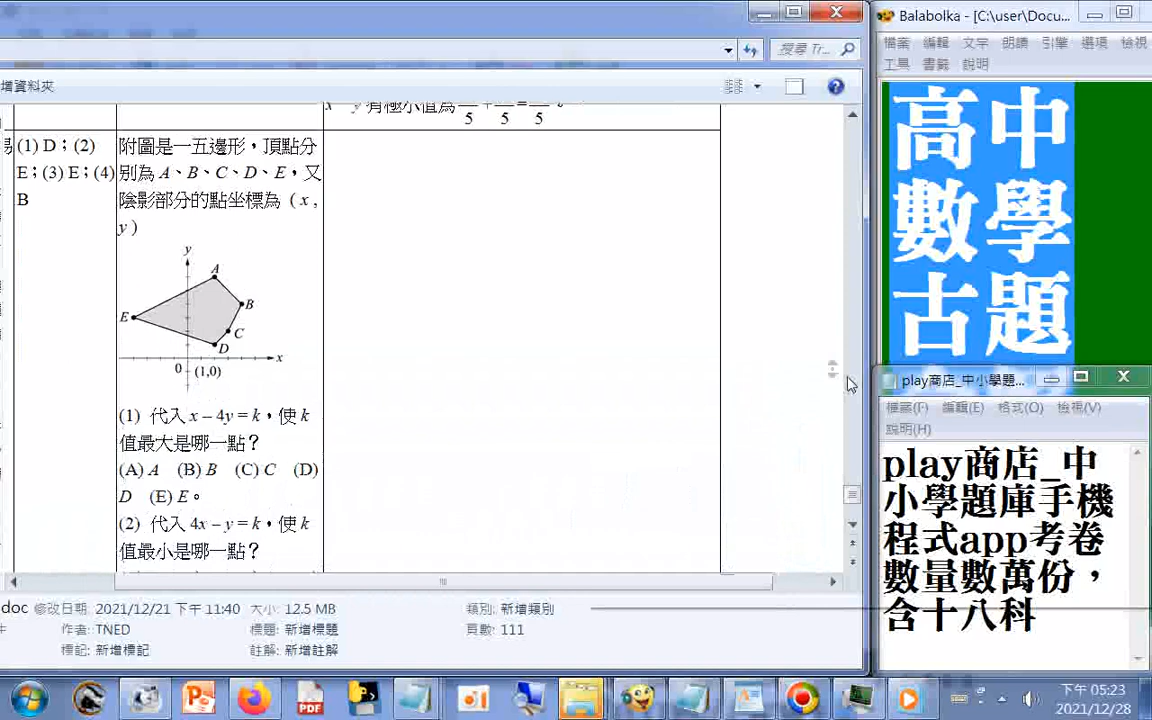 Balabolka - [C:\user\Docu...
搜尋 Tr...
檔案 編輯 文字 朗讀 引擎 選項 檢視
工具 書籤 說明
增資料夾
高中
數學
古題
x y 有極小值為 5 + 5 = 5 。
(1) D；(2)
E；(3) E；(4)
B
附圖是一五邊形，頂點分
別為 A、B、C、D、E，又
陰影部分的點坐標為（x ,
y）
y
A
B
E
C
D
x
0 (1,0)
(1) 代入 x – 4y = k，使 k
值最大是哪一點？
(A) A (B) B (C) C (D)
D (E) E。
(2) 代入 4x – y = k，使 k
值最小是哪一點？
play商店_中小學題...
檔案(F) 編輯(E) 格式(O) 檢視(V)
說明(H)
play商店_中
小學題庫手機
程式app考卷
數量數萬份，
含十八科
doc 修改日期: 2021/12/21 下午 11:40 大小: 12.5 MB 類別: 新增類別
作者: TNED 標題: 新增標題 頁數: 111
標記: 新增標記 註解: 新增註解
下午 05:23
2021/12/28